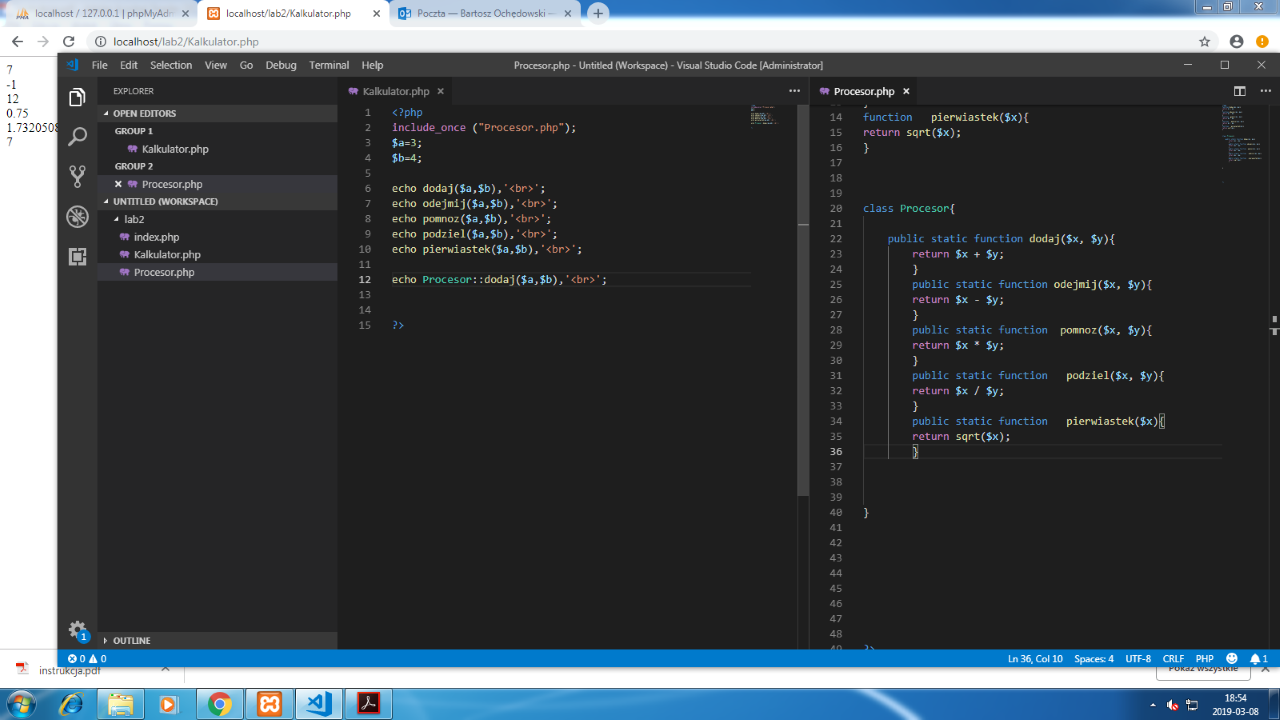 localhost / 127.0.0.1 | phpMyAdm
localhost/lab2/Kalkulator.php
Poczta — Bartosz Ochędowski —
localhost/lab2/Kalkulator.php
7
-1
12
0.75
1.7320508
7
File Edit Selection View Go Debug Terminal Help
Procesor.php - Untitled (Workspace) - Visual Studio Code [Administrator]
EXPLORER
OPEN EDITORS
GROUP 1
Kalkulator.php
GROUP 2
Procesor.php
UNTITLED (WORKSPACE)
lab2
index.php
Kalkulator.php
Procesor.php
OUTLINE
1
Kalkulator.php
1 <?php
2 include_once ("Procesor.php");
3 $a=3;
4 $b=4;
5
6 echo dodaj($a,$b),'<br>';
7 echo odejmij($a,$b),'<br>';
8 echo pomnoz($a,$b),'<br>';
9 echo podziel($a,$b),'<br>';
10 echo pierwiastek($a,$b),'<br>';
11
12 echo Procesor::dodaj($a,$b),'<br>';
13
14
15 ?>
Procesor.php
14 function   pierwiastek($x){
15 return sqrt($x);
16 }
17
18
19
20 class Procesor{
21
22 public static function dodaj($x, $y){
23 return $x + $y;
24 }
25 public static function odejmij($x, $y){
26 return $x - $y;
27 }
28 public static function  pomnoz($x, $y){
29 return $x * $y;
30 }
31 public static function   podziel($x, $y){
32 return $x / $y;
33 }
34 public static function   pierwiastek($x){
35 return sqrt($x);
36 }
37
38
39
40 }
41
42
43
44
45
46
47
48
49 ?>
0 0
Ln 36, Col 10 Spaces: 4 UTF-8 CRLF PHP 1
instrukcja.pdf
Pokaż wszystkie
18:54
2019-03-08